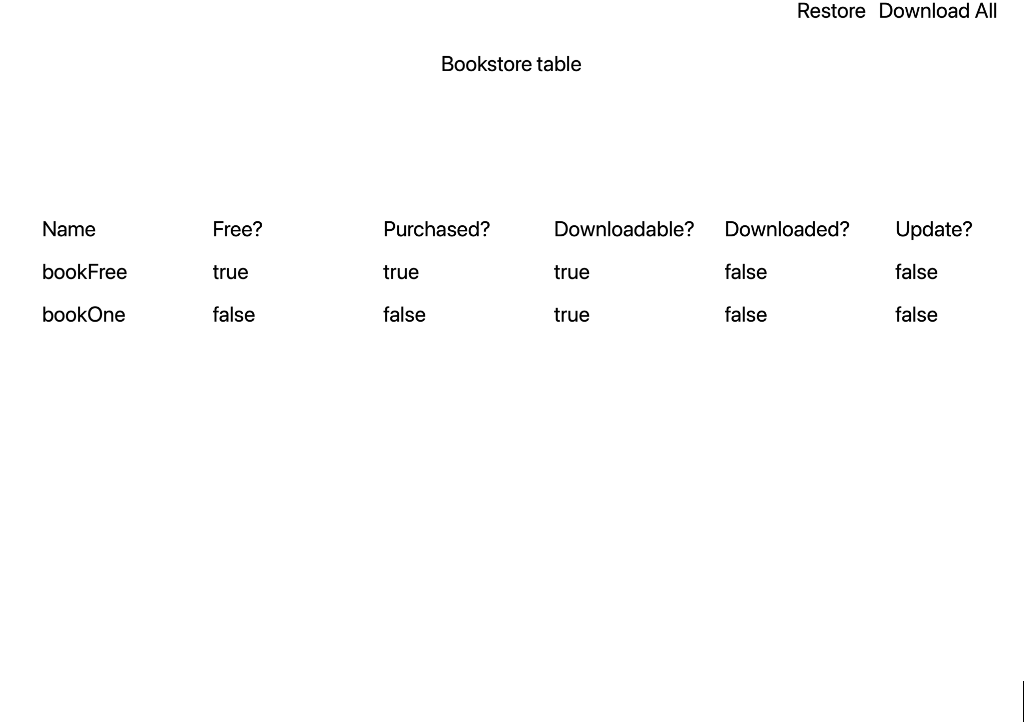 Restore Download All
Bookstore table
Name Free? Purchased? Downloadable? Downloaded? Update?
bookFree true true true false false
bookOne false false true false false